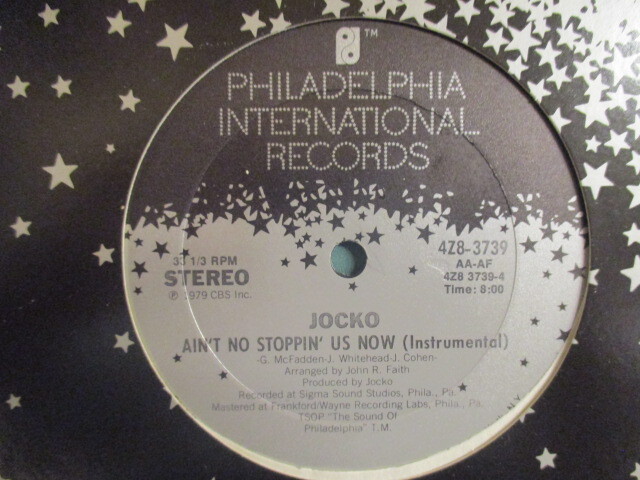 TM
PHILADELPHIA
INTERNATIONAL
RECORDS
33 1/3 RPM
STEREO
℗ 1979 CBS Inc.
4Z8-3739
AA-AF
4Z8 3739-4
Time: 8:00
JOCKO
AIN'T NO STOPPIN' US NOW (Instrumental)
-G. McFadden-J. Whitehead-J. Cohen-
Arranged by John R. Faith
Produced by Jocko
Recorded at Sigma Sound Studios, Phila., Pa.
Mastered at Frankford/Wayne Recording Labs, Phila., Pa.
TSOP "The Sound Of
Philadelphia" T.M.